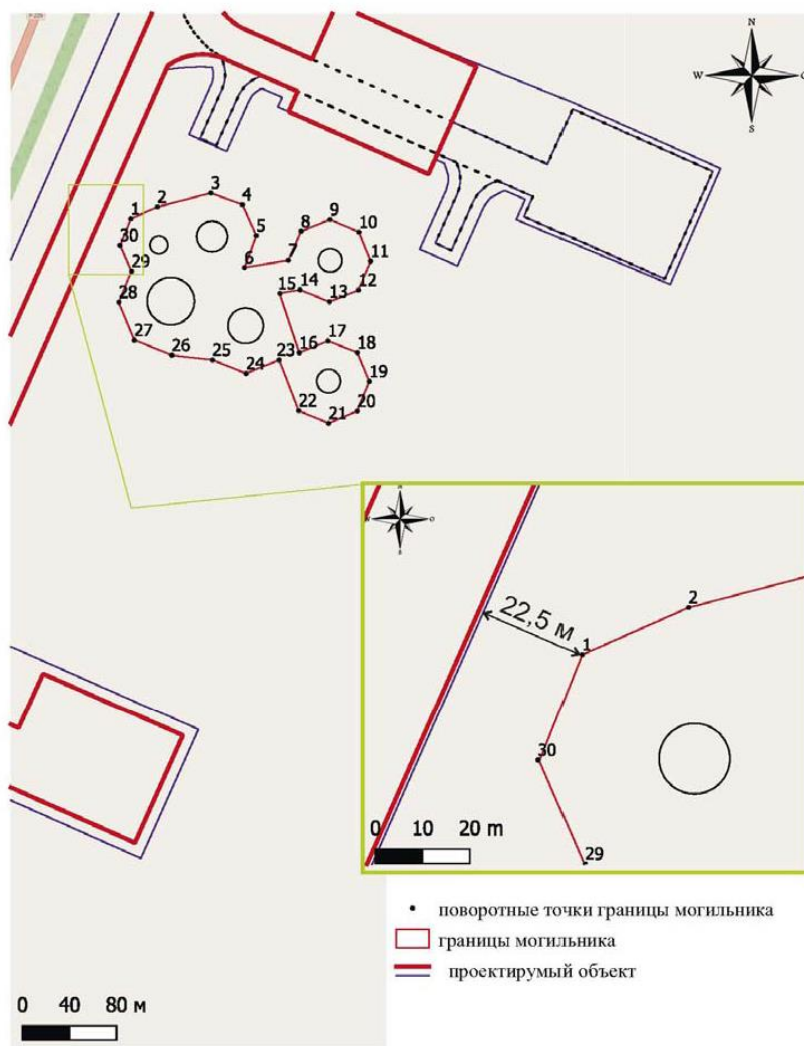 N
W
O
S
3
1 2 4
5
8 9 10
30
6 7 11
29
15 14 13 12
28
27 17
16 18
26 25 24 23
19
22 21 20
2
22,5 м
1
30
0 10 20 m
29
поворотные точки границы могильника
границы могильника
проектирумый объект
0 40 80 м